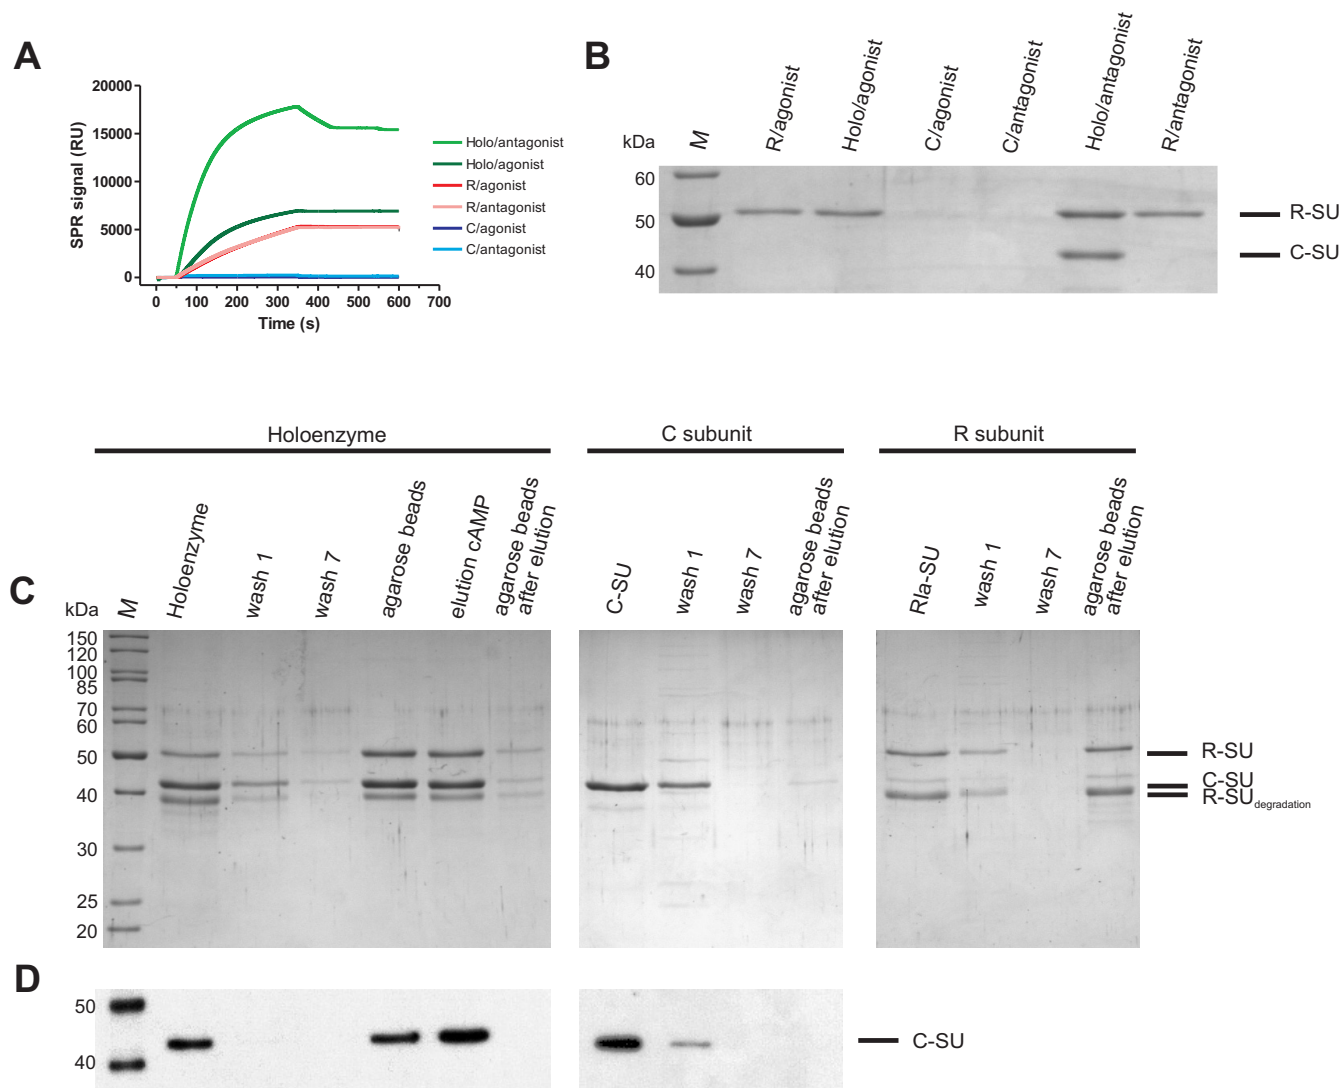 A
20000
15000
10000
5000
0
SPR signal (RU)
0 100 200 300 400 500 600 700
Time (s)
Holo/antagonist
Holo/agonist
R/agonist
R/antagonist
C/agonist
C/antagonist
B
kDa
M
R/agonist
Holo/agonist
C/agonist
C/antagonist
Holo/antagonist
R/antagonist
60
50
40
R-SU
C-SU
Holoenzyme
C subunit
R subunit
C
kDa
M
Holoenzyme
wash 1
wash 7
agarose beads
elution cAMP
agarose beads
after elution
C-SU
wash 1
wash 7
agarose beads
after elution
RIa-SU
wash 1
wash 7
agarose beads
after elution
150
120
100
85
70
60
50
40
30
25
20
R-SU
C-SU
R-SU degradation
D
50
40
C-SU